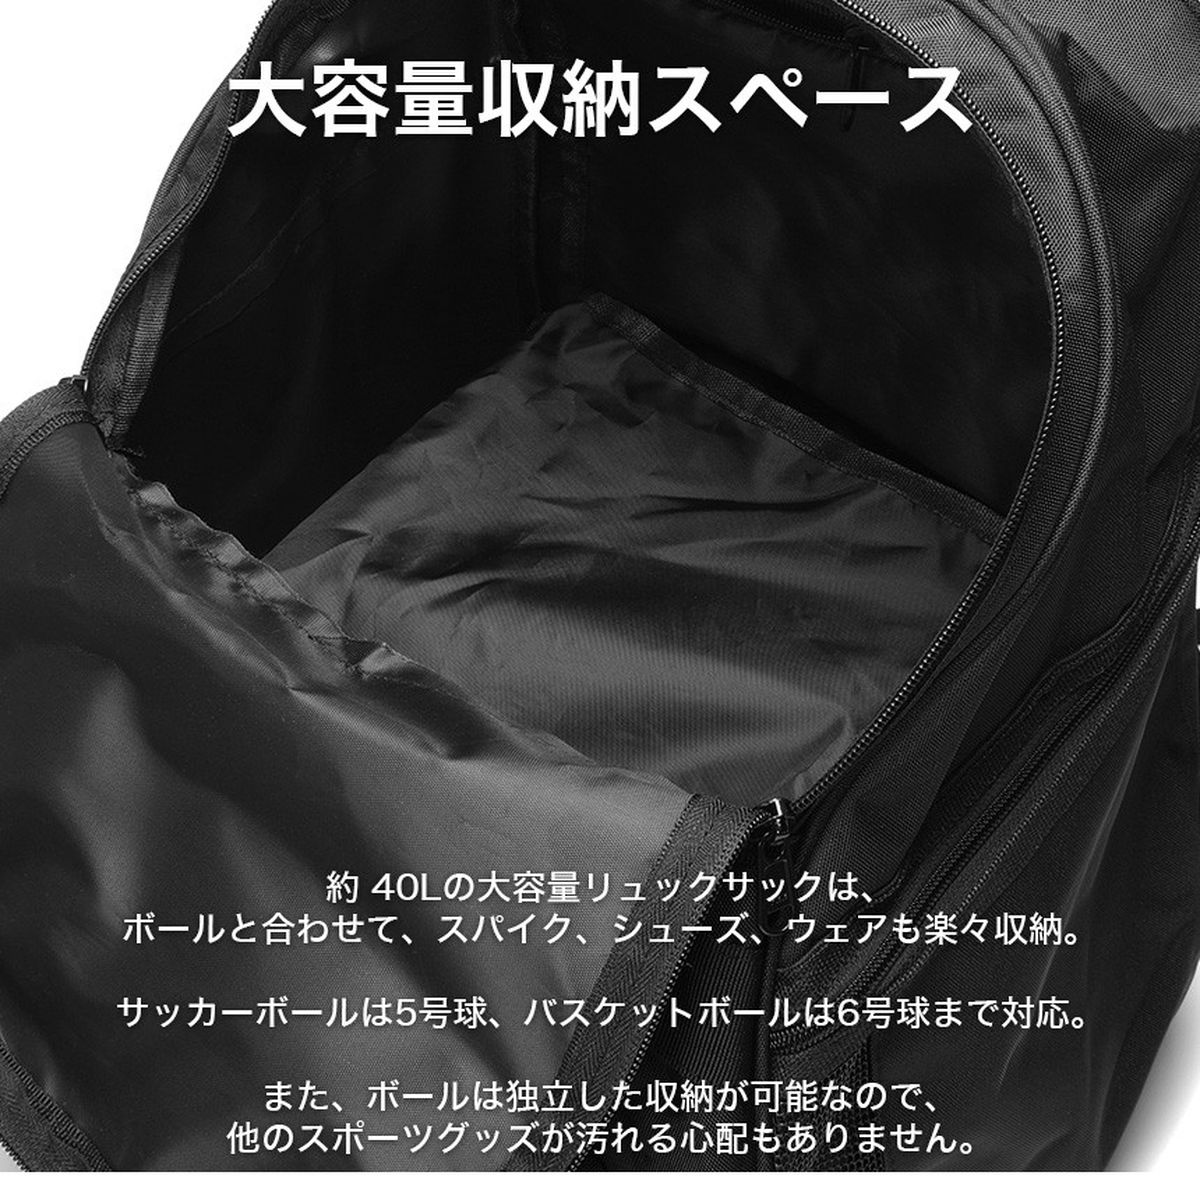 大容量収納スペース
約 40Lの大容量リュックサックは、
ボールと合わせて、スパイク、シューズ、ウェアも楽々収納。
サッカーボールは5号球、バスケットボールは6号球まで対応。
また、ボールは独立した収納が可能なので、
他のスポーツグッズが汚れる心配もありません。